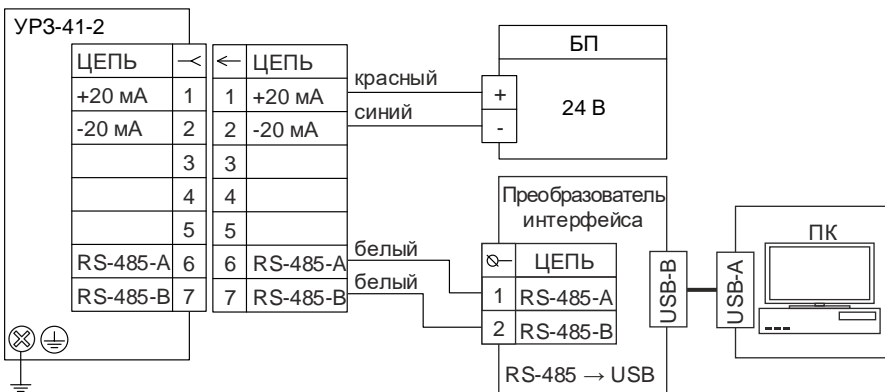 УРЗ-41-2
ЦЕПЬ
ЦЕПЬ
+20 мА 1
1 +20 мА
-20 мА 2
2 -20 мА
3
3
4
4
5
5
RS-485-A 6
6 RS-485-A
RS-485-B 7
7 RS-485-B
красный
синий
белый
белый
БП
+
24 В
-
Преобразователь
интерфейса
ЦЕПЬ
1 RS-485-A
2 RS-485-B
RS-485 → USB
USB-B
USB-A
ПК